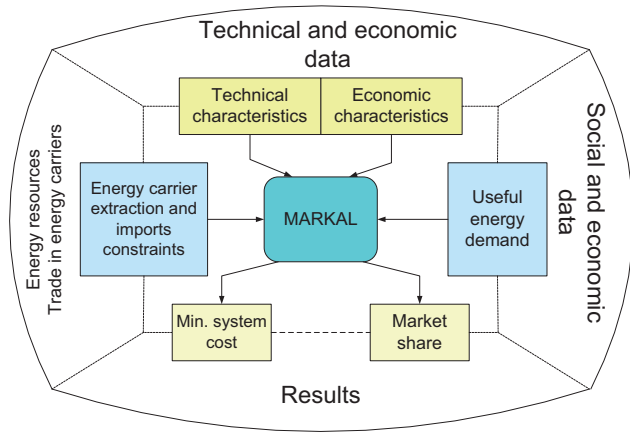 Technical and economic
data
Technical
characteristics
Economic
characteristics
Energy resources
Trade in energy carriers
Energy carrier
extraction and
imports
constraints
MARKAL
Useful
energy
demand
Social and economic
data
Min. system
cost
Market
share
Results